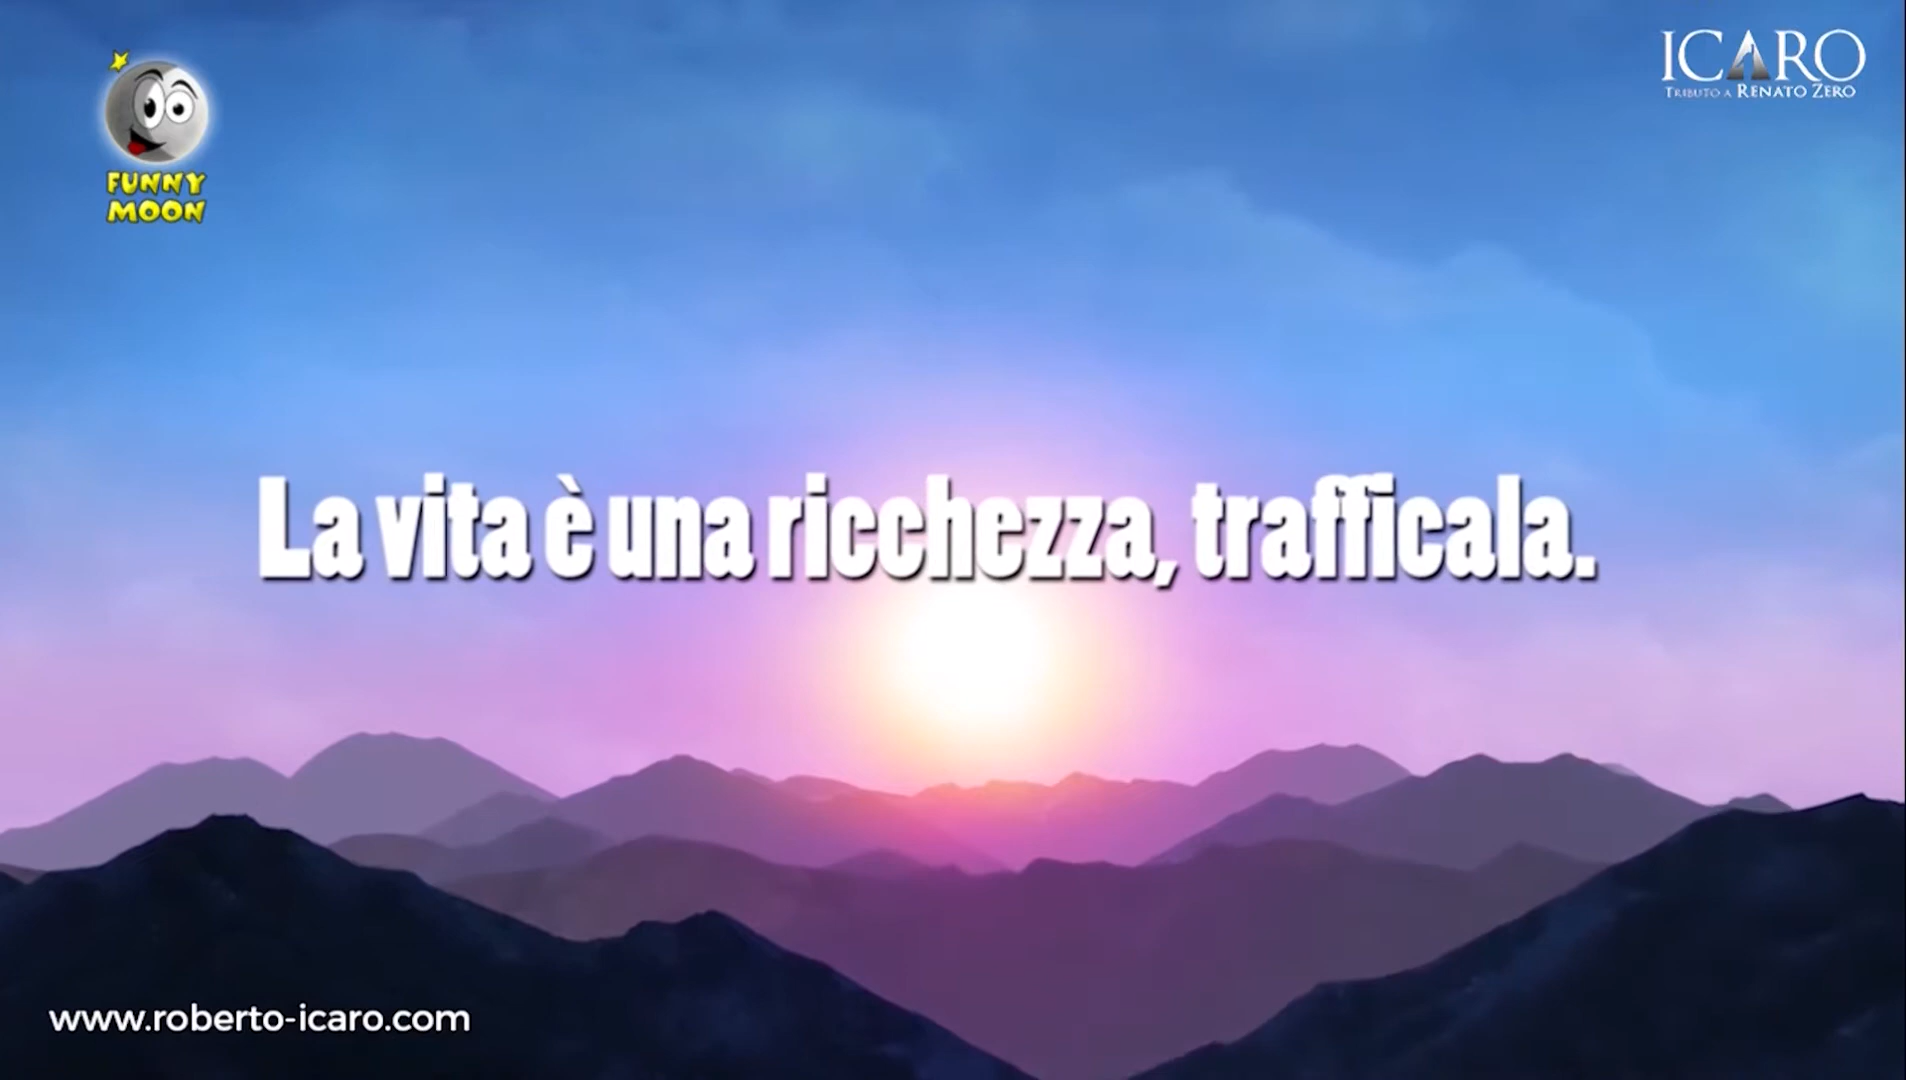 FUNNY
MOON
ICARO
TRIBUTO A RENATO ZERO
La vita è una ricchezza, trafficala.
www.roberto-icaro.com